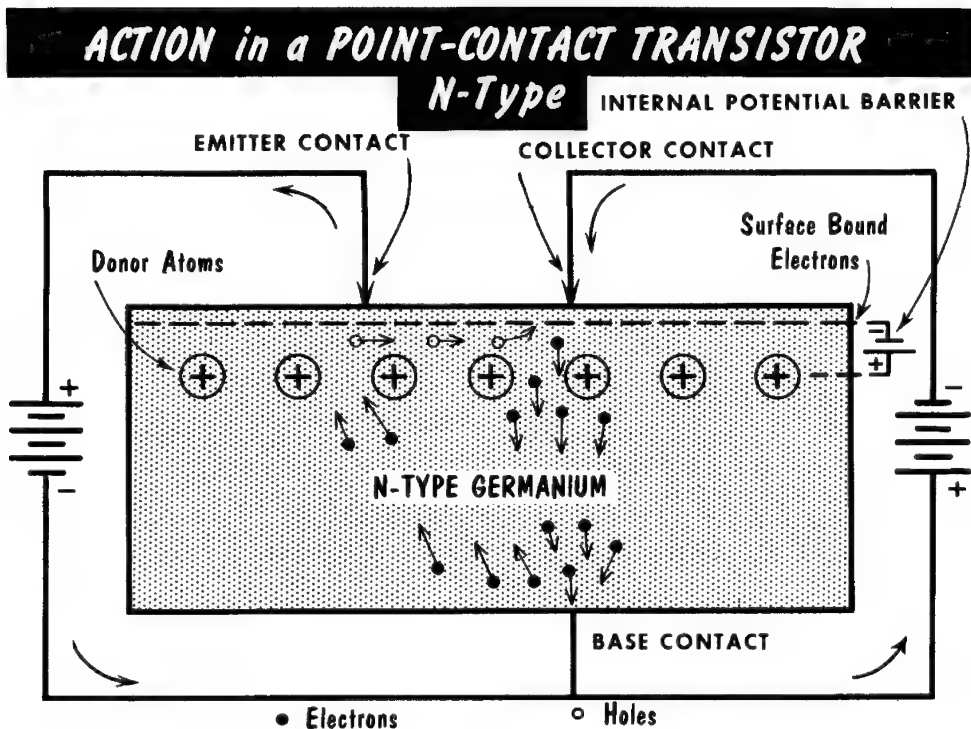 ACTION in a POINT-CONTACT TRANSISTOR
N-Type
INTERNAL POTENTIAL BARRIER
EMITTER CONTACT
COLLECTOR CONTACT
Surface Bound
Electrons
Donor Atoms
N-TYPE GERMANIUM
BASE CONTACT
Electrons
Holes